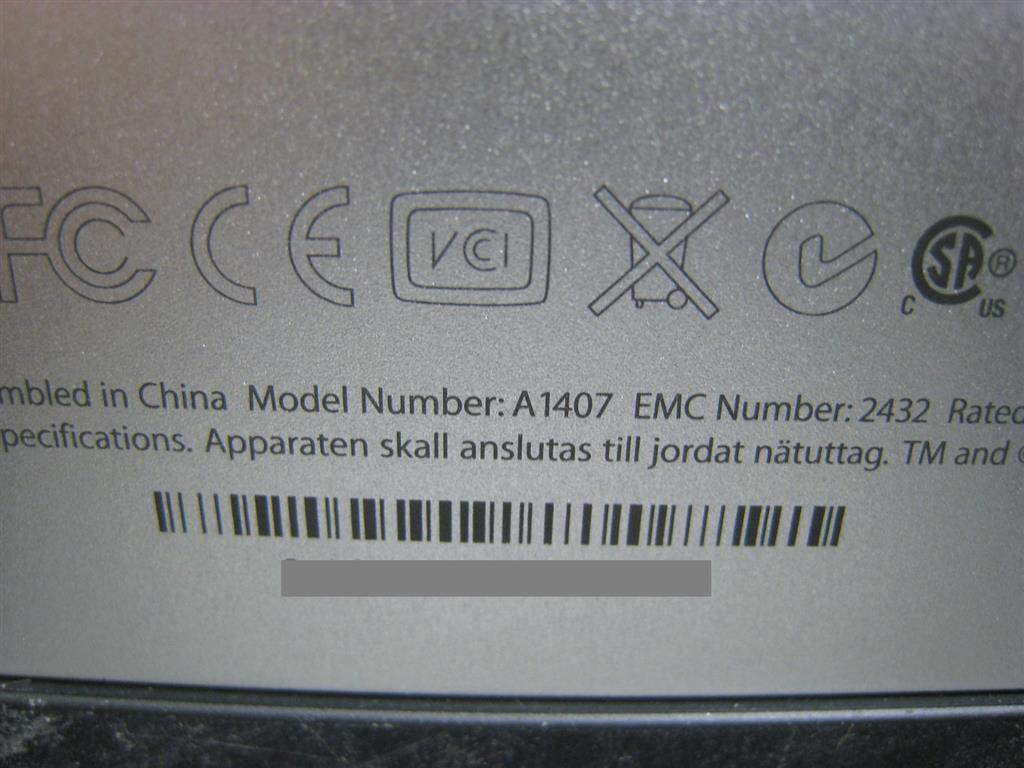 FC CE VCI C SA® C US
mbled in China Model Number: A1407 EMC Number: 2432 Rated
pecifications. Apparaten skall anslutas till jordat nätuttag. TM and